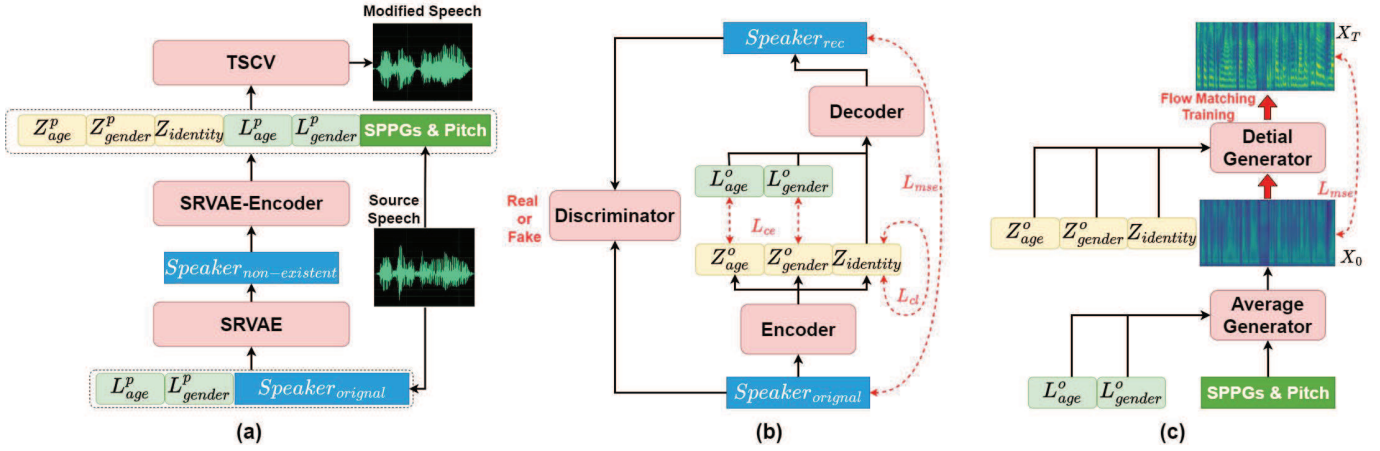 Modified Speech
TSCV
Z^p_age Z^p_gender Z_identity L^p_age L^p_gender SPPGs & Pitch
SRVAE-Encoder
Source
Speech
Speaker_non−existent
SRVAE
L^p_age L^p_gender Speaker_orignal
(a)
Speaker_rec
Decoder
L^o_age L^o_gender
L_mse
Real
or
Fake
Discriminator
L_ce
Z^o_age Z^o_gender Z_identity
L_cl
Encoder
Speaker_orignal
(b)
X_T
Flow Matching
Training
Detial
Generator
L_mse
Z^o_age Z^o_gender Z_identity
X_0
Average
Generator
L^o_age L^o_gender
SPPGs & Pitch
(c)